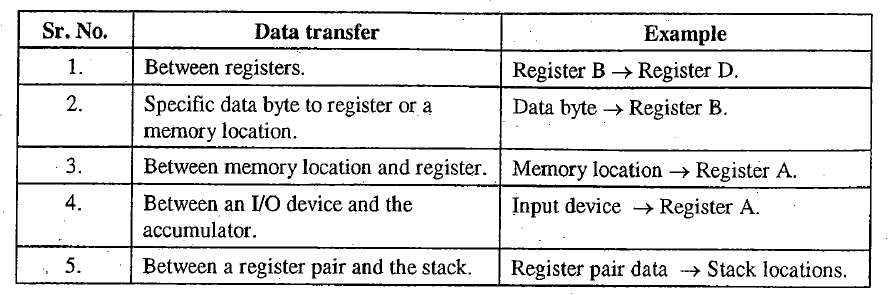 Sr. No. Data transfer Example
1. Between registers. Register B → Register D.
2. Specific data byte to register or a Data byte → Register B.
memory location.
3. Between memory location and register. Memory location → Register A.
4. Between an I/O device and the Input device → Register A.
accumulator.
5. Between a register pair and the stack. Register pair data → Stack locations.